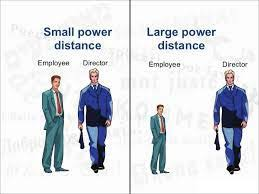 Small power
distance
Employee
Director
Large power
distance
Employee
Director